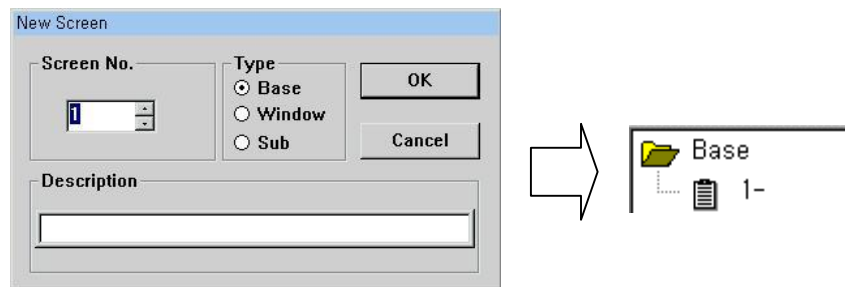 New Screen
Screen No.
1
Type
Base
Window
Sub
OK
Cancel
Description
Base
1-